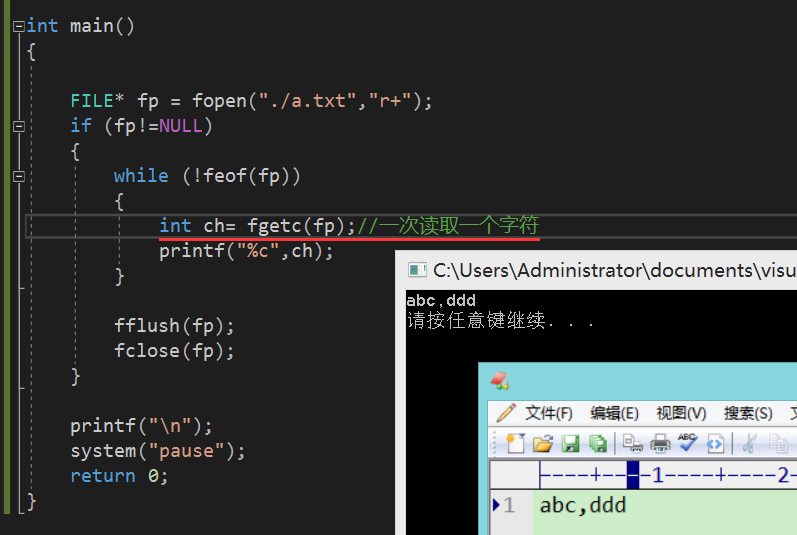 int main()
{
FILE* fp = fopen("./a.txt","r+");
if (fp!=NULL)
{
while (!feof(fp))
{
int ch= fgetc(fp);//一次读取一个字符
printf("%c",ch);
}
fflush(fp);
fclose(fp);
}
printf("\n");
system("pause");
return 0;
}
C:\Users\Administrator\documents\visu
abc,ddd
请按任意键继续. . .
文件(F) 编辑(E) 视图(V) 搜索(S)
|----+----1----+----2
1 abc,ddd